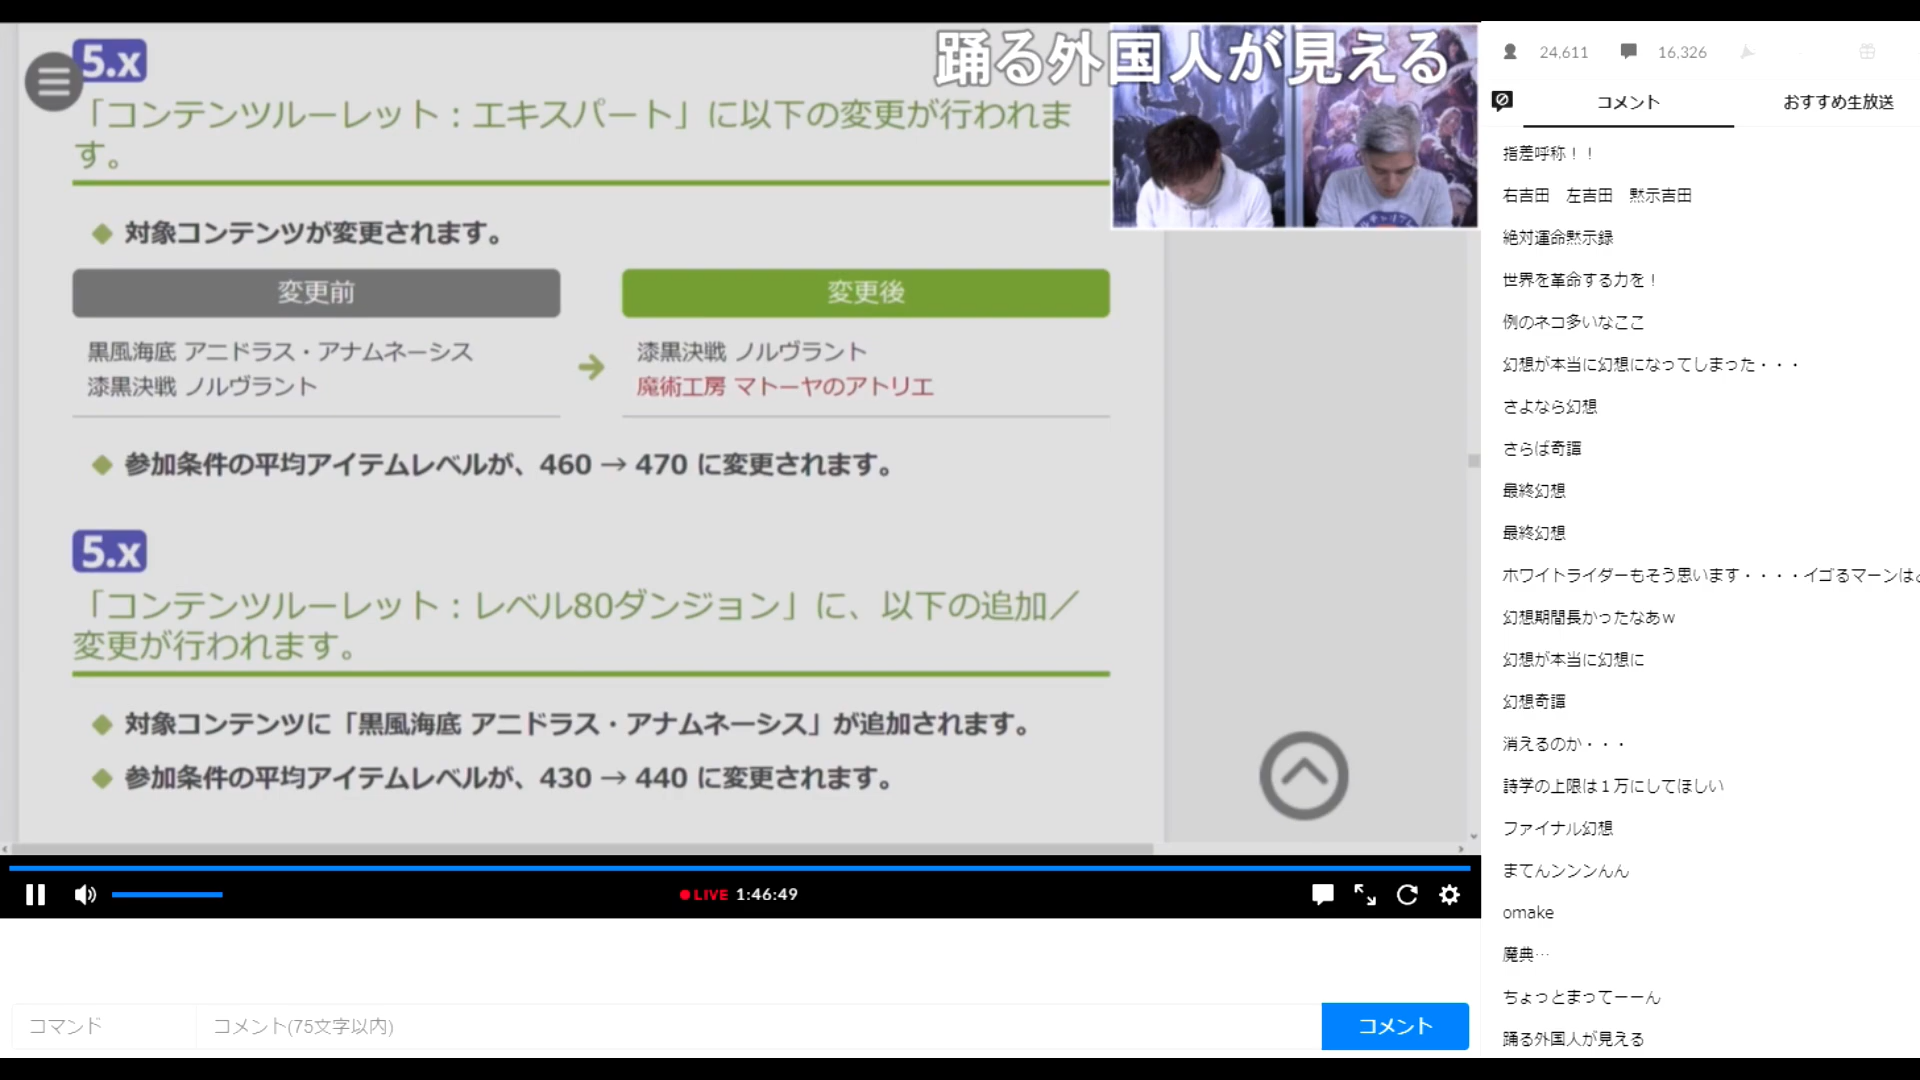 5.x
「コンテンツルーレット：エキスパート」に以下の変更が行われま
す。
対象コンテンツが変更されます。
変更前
変更後
黒風海底 アニドラス・アナムネーシス
漆黒決戦 ノルヴラント
漆黒決戦 ノルヴラント
魔術工房 マトーヤのアトリエ
参加条件の平均アイテムレベルが、460 → 470 に変更されます。
5.x
「コンテンツルーレット：レベル80ダンジョン」に、以下の追加／
変更が行われます。
対象コンテンツに「黒風海底 アニドラス・アナムネーシス」が追加されます。
参加条件の平均アイテムレベルが、430 → 440 に変更されます。
踊る外国人が見える
LIVE 1:46:49
コマンド
コメント(75文字以内)
コメント
24,611
16,326
コメント
おすすめ生放送
指差呼称！！
右吉田　左吉田　黙示吉田
絶対運命黙示録
世界を革命する力を！
例のネコ多いなここ
幻想が本当に幻想になってしまった・・・
さよなら幻想
さらば奇譚
最終幻想
最終幻想
ホワイトライダーもそう思います・・・・イゴるマーンは
幻想期間長かったなあｗ
幻想が本当に幻想に
幻想奇譚
消えるのか・・・
詩学の上限は１万にしてほしい
ファイナル幻想
まてんンンンんん
omake
魔典…
ちょっとまってーーん
踊る外国人が見える